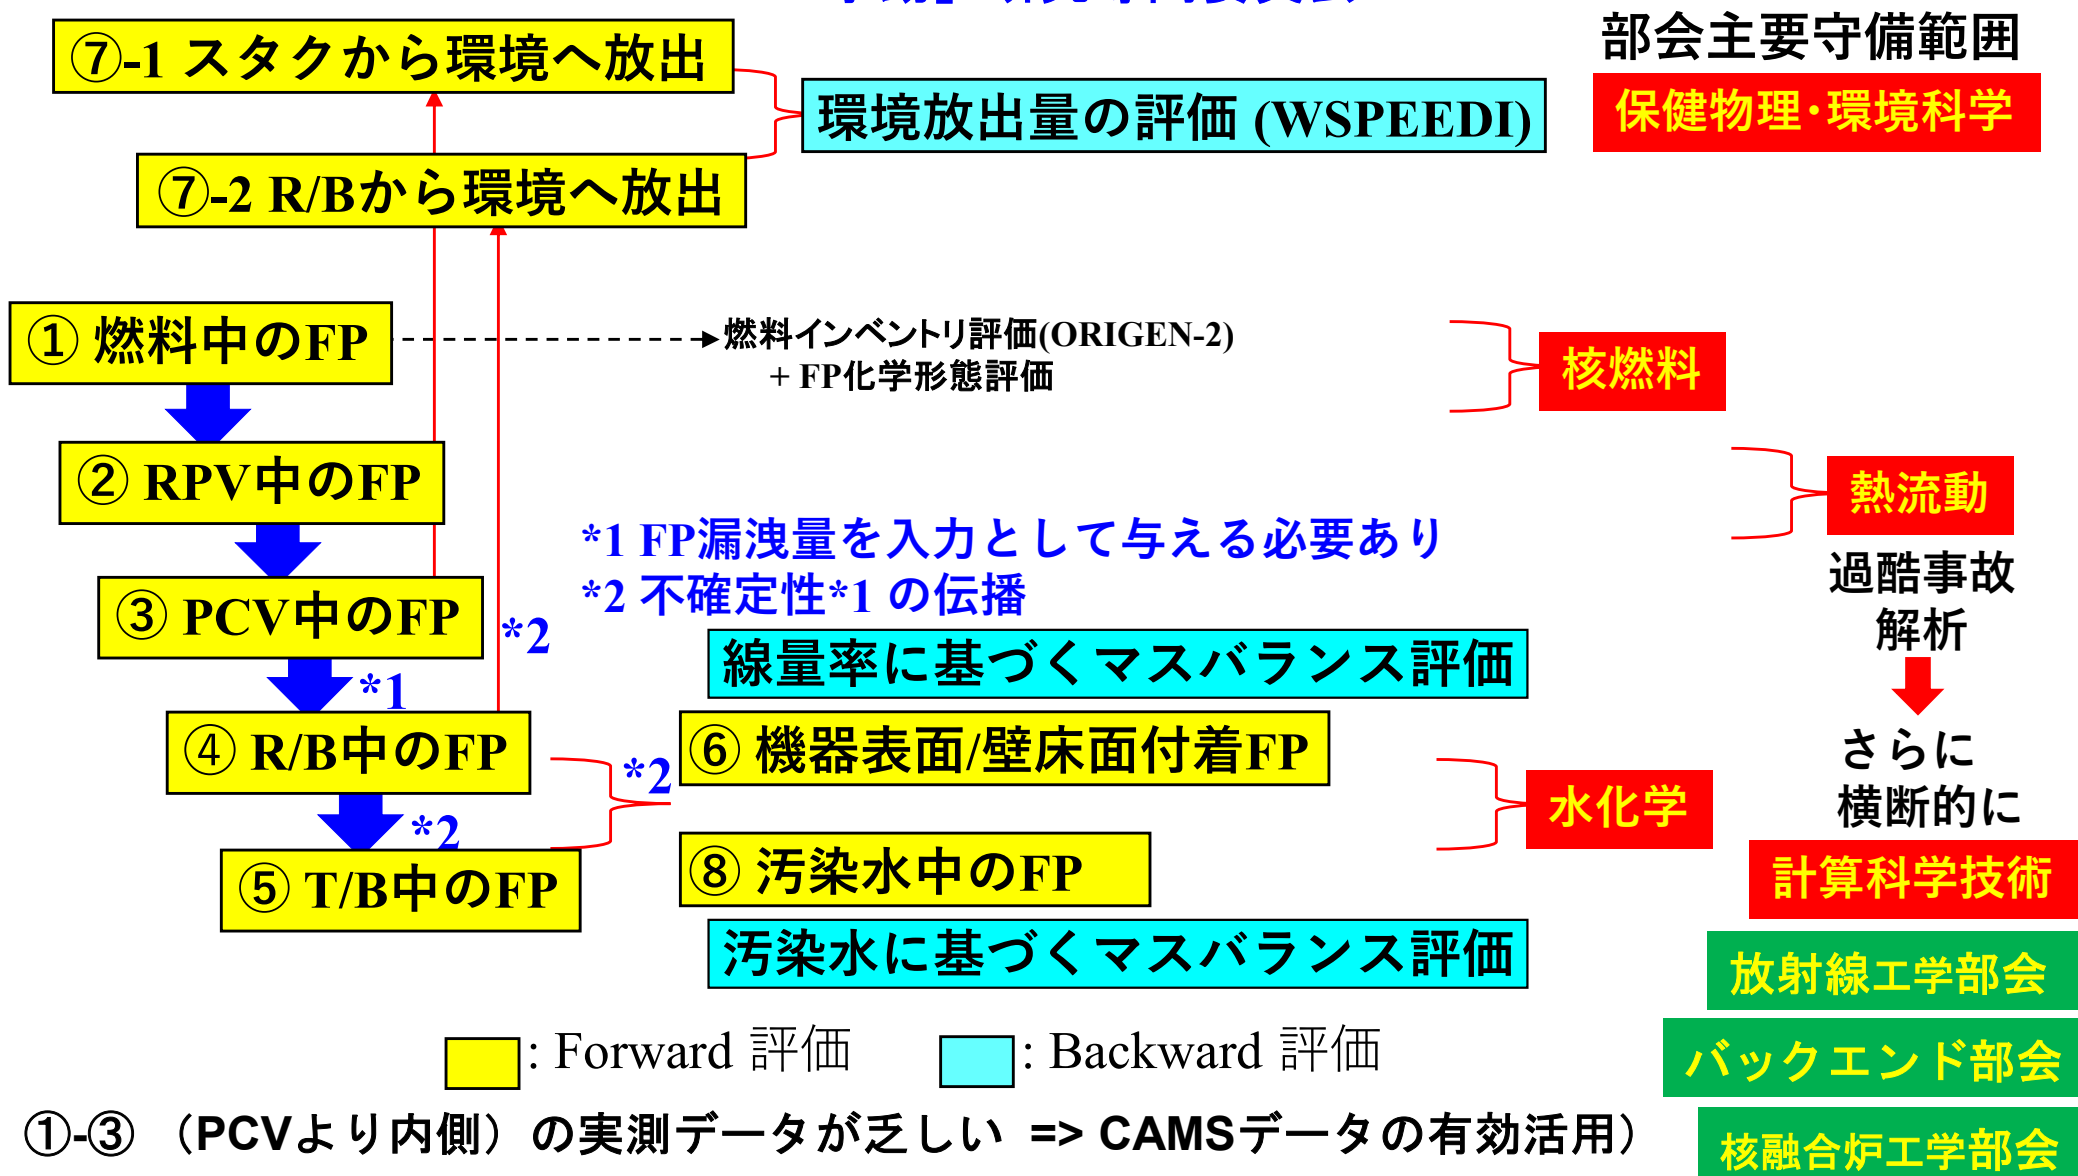 部会主要守備範囲
⑦-1 スタクから環境へ放出
保健物理・環境科学
環境放出量の評価 (WSPEEDI)
⑦-2 R/Bから環境へ放出
① 燃料中のFP
燃料インベントリ評価(ORIGEN-2)
+ FP化学形態評価
核燃料
② RPV中のFP
熱流動
*1 FP漏洩量を入力として与える必要あり
*2 不確定性*1 の伝播
過酷事故
解析
③ PCV中のFP
*2
線量率に基づくマスバランス評価
*1
④ R/B中のFP
⑥ 機器表面/壁床面付着FP
*2
さらに
横断的に
水化学
*2
⑤ T/B中のFP
⑧ 汚染水中のFP
計算科学技術
汚染水に基づくマスバランス評価
放射線工学部会
: Forward 評価
: Backward 評価
バックエンド部会
①-③ （PCVより内側）の実測データが乏しい => CAMSデータの有効活用）
核融合炉工学部会